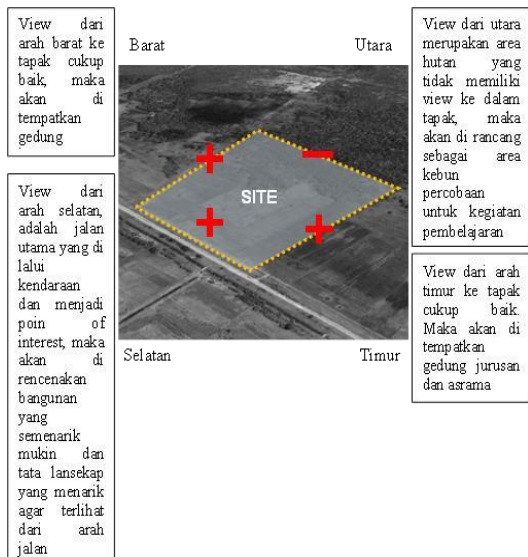 View dari
arah barat ke
tapak cukup
baik, maka
akan di
tempatkan
gedung
Barat
Utara
View dari utara
merupakan area
hutan yang
tidak memiliki
view ke dalam
tapak, maka
akan di rancang
sebagai area
kebun
percobaan
untuk kegiatan
pembelajaran
SITE
View dari
arah selatan,
adalah jalan
utama yang di
lalui
kendaraan
dan menjadi
poin of
interest, maka
akan di
rencenakan
bangunan
yang
semenarik
mukin dan
tata lansekap
yang menarik
agar terlihat
dari arah
jalan
View dari arah
timur ke tapak
cukup baik.
Maka akan di
tempatkan
gedung jurusan
dan asrama
Selatan
Timur